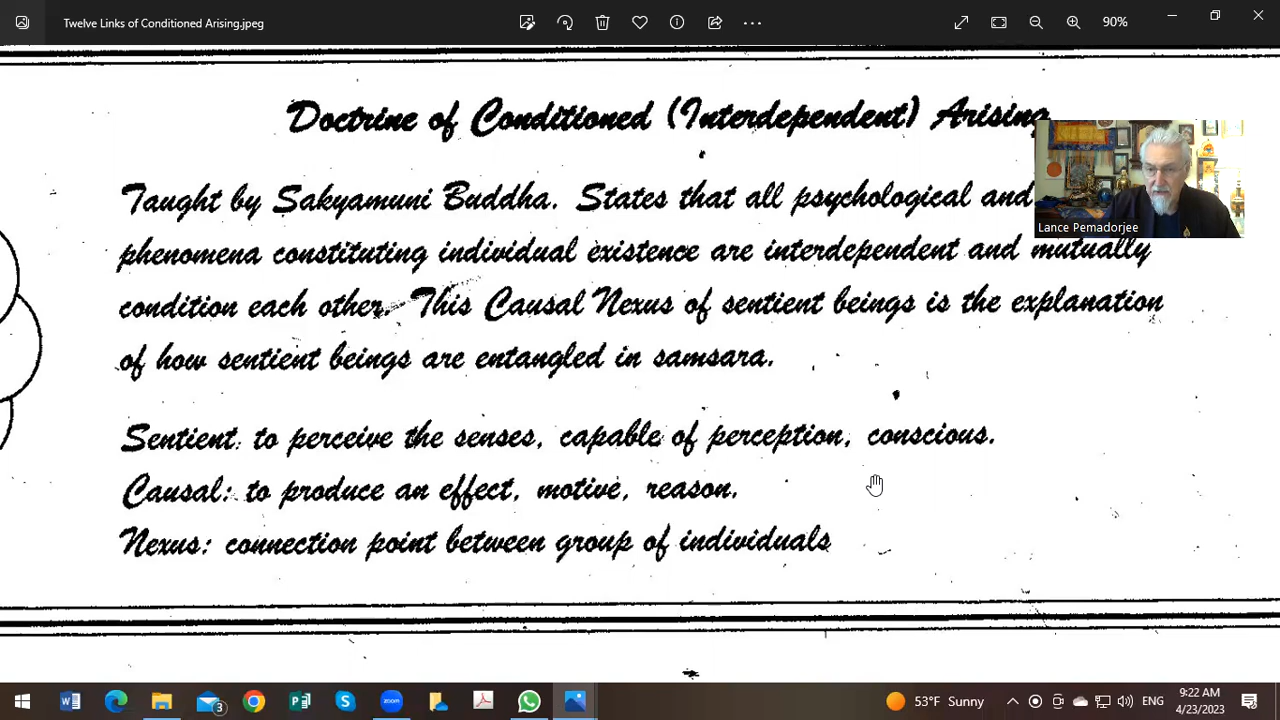 Twelve Links of Conditioned Arising.jpeg
90%
Doctrine of Conditioned (Interdependent) Arising
Taught by Sakyamuni Buddha. States that all psychological and
phenomena constituting individual existence are interdependent and mutually
condition each other. This Causal Nexus of sentient beings is the explanation
of how sentient beings are entangled in samsara.
Sentient: to perceive the senses, capable of perception, conscious.
Causal: to produce an effect, motive, reason.
Nexus: connection point between group of individuals
Lance Pemadorjee
3
zoom
53°F Sunny
ENG
9:22 AM
4/23/2023